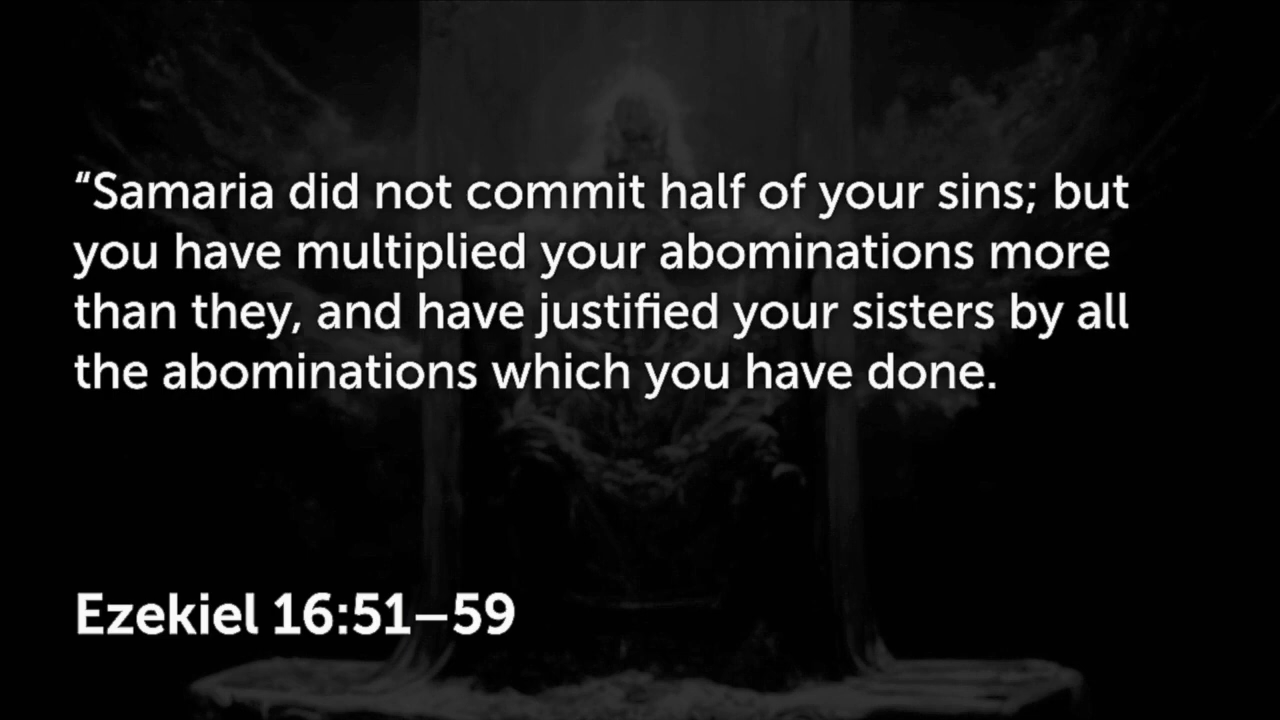 “Samaria did not commit half of your sins; but
you have multiplied your abominations more
than they, and have justified your sisters by all
the abominations which you have done.
Ezekiel 16:51–59